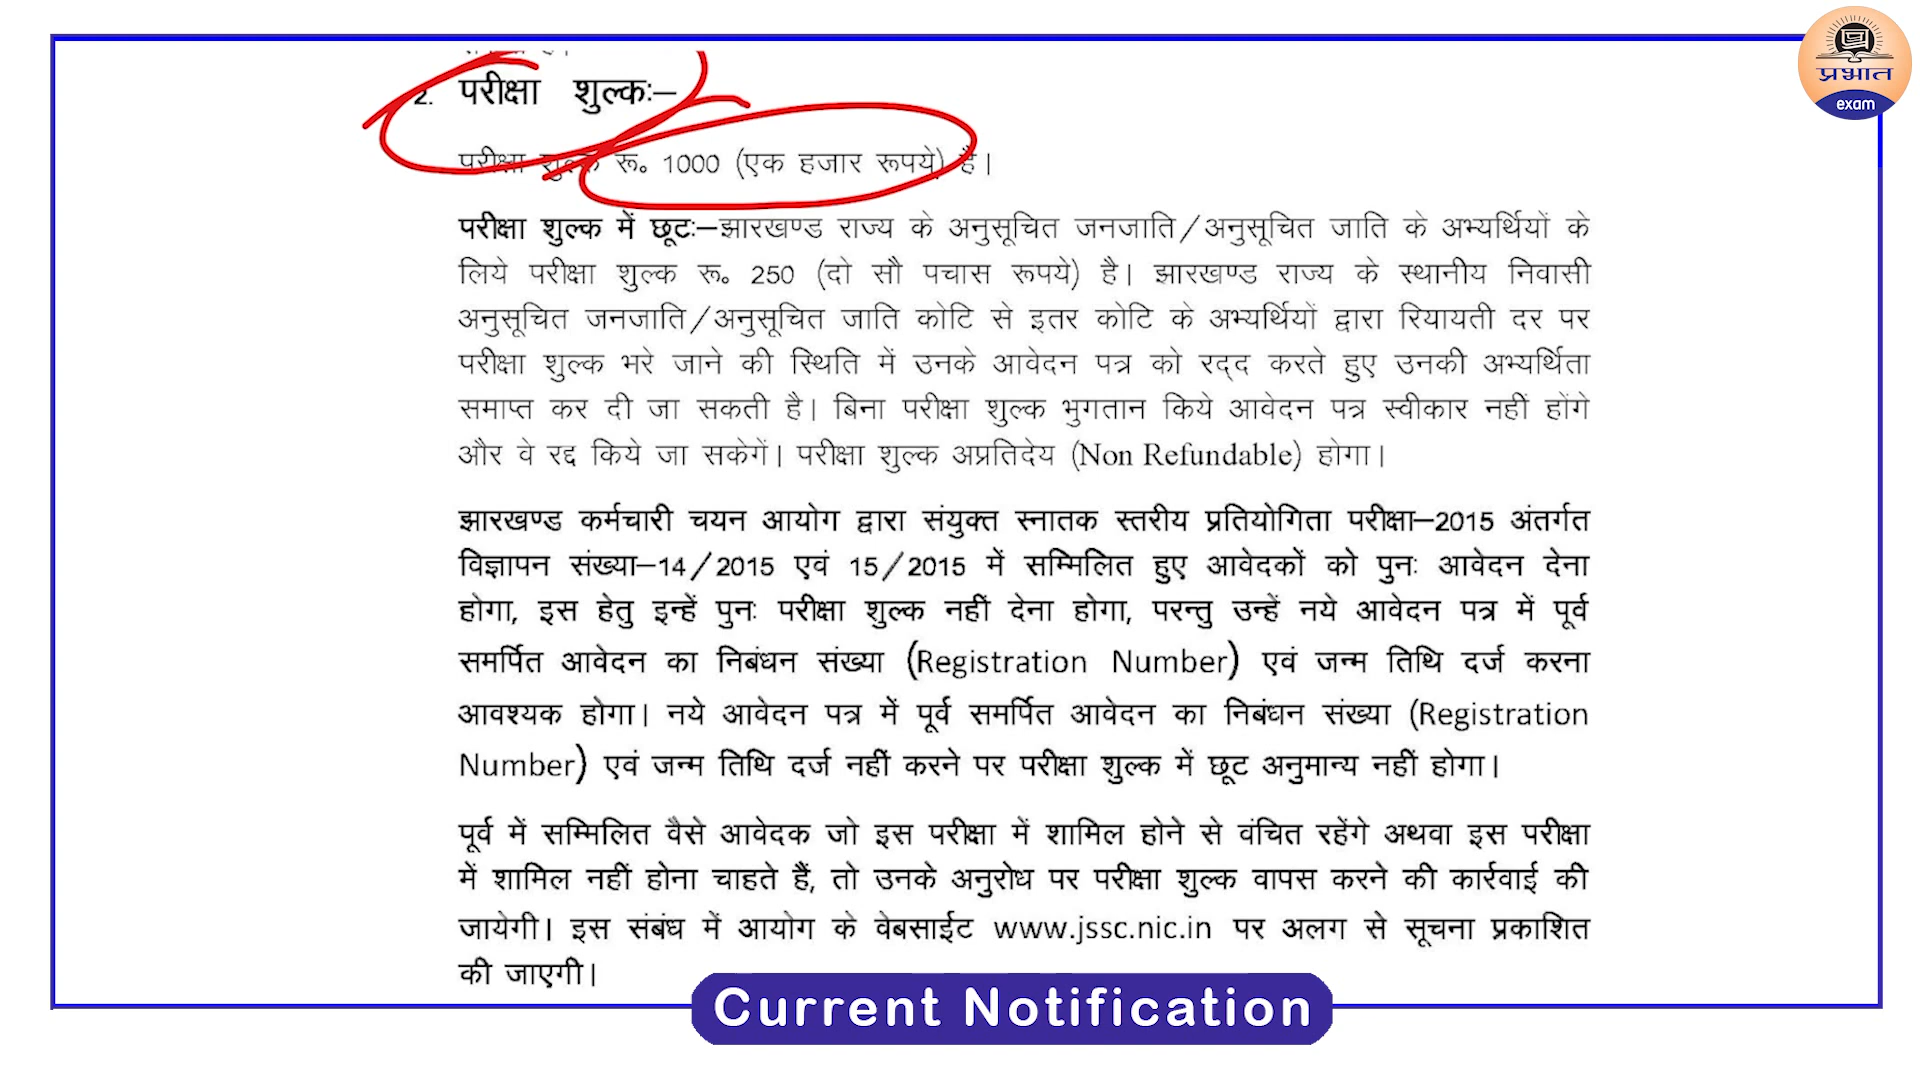 प्रभात
exam
2. परीक्षा शुल्कः–
परीक्षा शुल्क रू० 1000 (एक हजार रूपये) है।
परीक्षा शुल्क में छूटः–झारखण्ड राज्य के अनुसूचित जनजाति/अनुसूचित जाति के अभ्यर्थियों के
लिये परीक्षा शुल्क रू० 250 (दो सौ पचास रूपये) है। झारखण्ड राज्य के स्थानीय निवासी
अनुसूचित जनजाति/अनुसूचित जाति कोटि से इतर कोटि के अभ्यर्थियों द्वारा रियायती दर पर
परीक्षा शुल्क भरे जाने की स्थिति में उनके आवेदन पत्र को रद्‌द करते हुए उनकी अभ्यर्थिता
समाप्त कर दी जा सकती है। बिना परीक्षा शुल्क भुगतान किये आवेदन पत्र स्वीकार नहीं होंगे
और वे रद्द किये जा सकेगें। परीक्षा शुल्क अप्रतिदेय (Non Refundable) होगा।
झारखण्ड कर्मचारी चयन आयोग द्वारा संयुक्त स्नातक स्तरीय प्रतियोगिता परीक्षा–2015 अंतर्गत
विज्ञापन संख्या–14/2015 एवं 15/2015 में सम्मिलित हुए आवेदकों को पुनः आवेदन देना
होगा, इस हेतु इन्हें पुनः परीक्षा शुल्क नहीं देना होगा, परन्तु उन्हें नये आवेदन पत्र में पूर्व
समर्पित आवेदन का निबंधन संख्या (Registration Number) एवं जन्म तिथि दर्ज करना
आवश्यक होगा। नये आवेदन पत्र में पूर्व समर्पित आवेदन का निबंधन संख्या (Registration
Number) एवं जन्म तिथि दर्ज नहीं करने पर परीक्षा शुल्क में छूट अनुमान्य नहीं होगा।
पूर्व में सम्मिलित वैसे आवेदक जो इस परीक्षा में शामिल होने से वंचित रहेंगे अथवा इस परीक्षा
में शामिल नहीं होना चाहते हैं, तो उनके अनुरोध पर परीक्षा शुल्क वापस करने की कार्रवाई की
जायेगी। इस संबंध में आयोग के वेबसाईट www.jssc.nic.in पर अलग से सूचना प्रकाशित
की जाएगी।
Current Notification